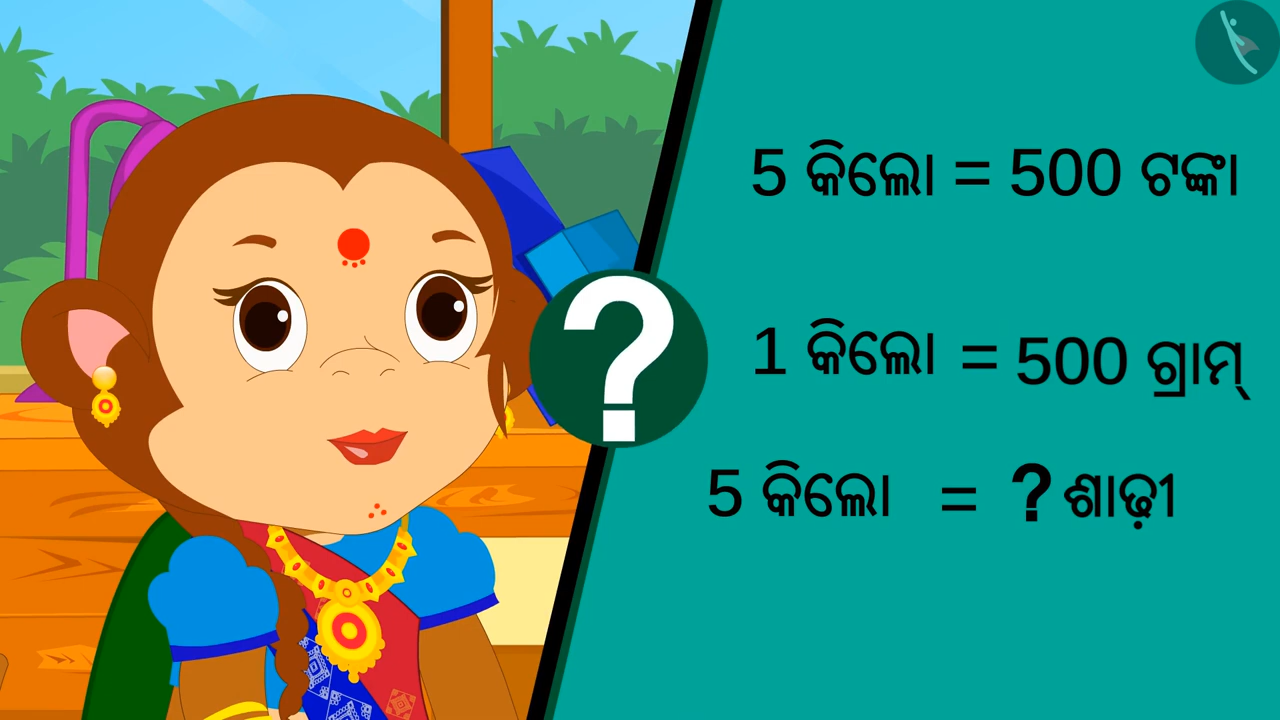 5 କିଲୋ = 500 ଟଙ୍କା
?
1 କିଲୋ = 500 ଗ୍ରାମ୍
5 କିଲୋ = ? ଶାଢ଼ୀ